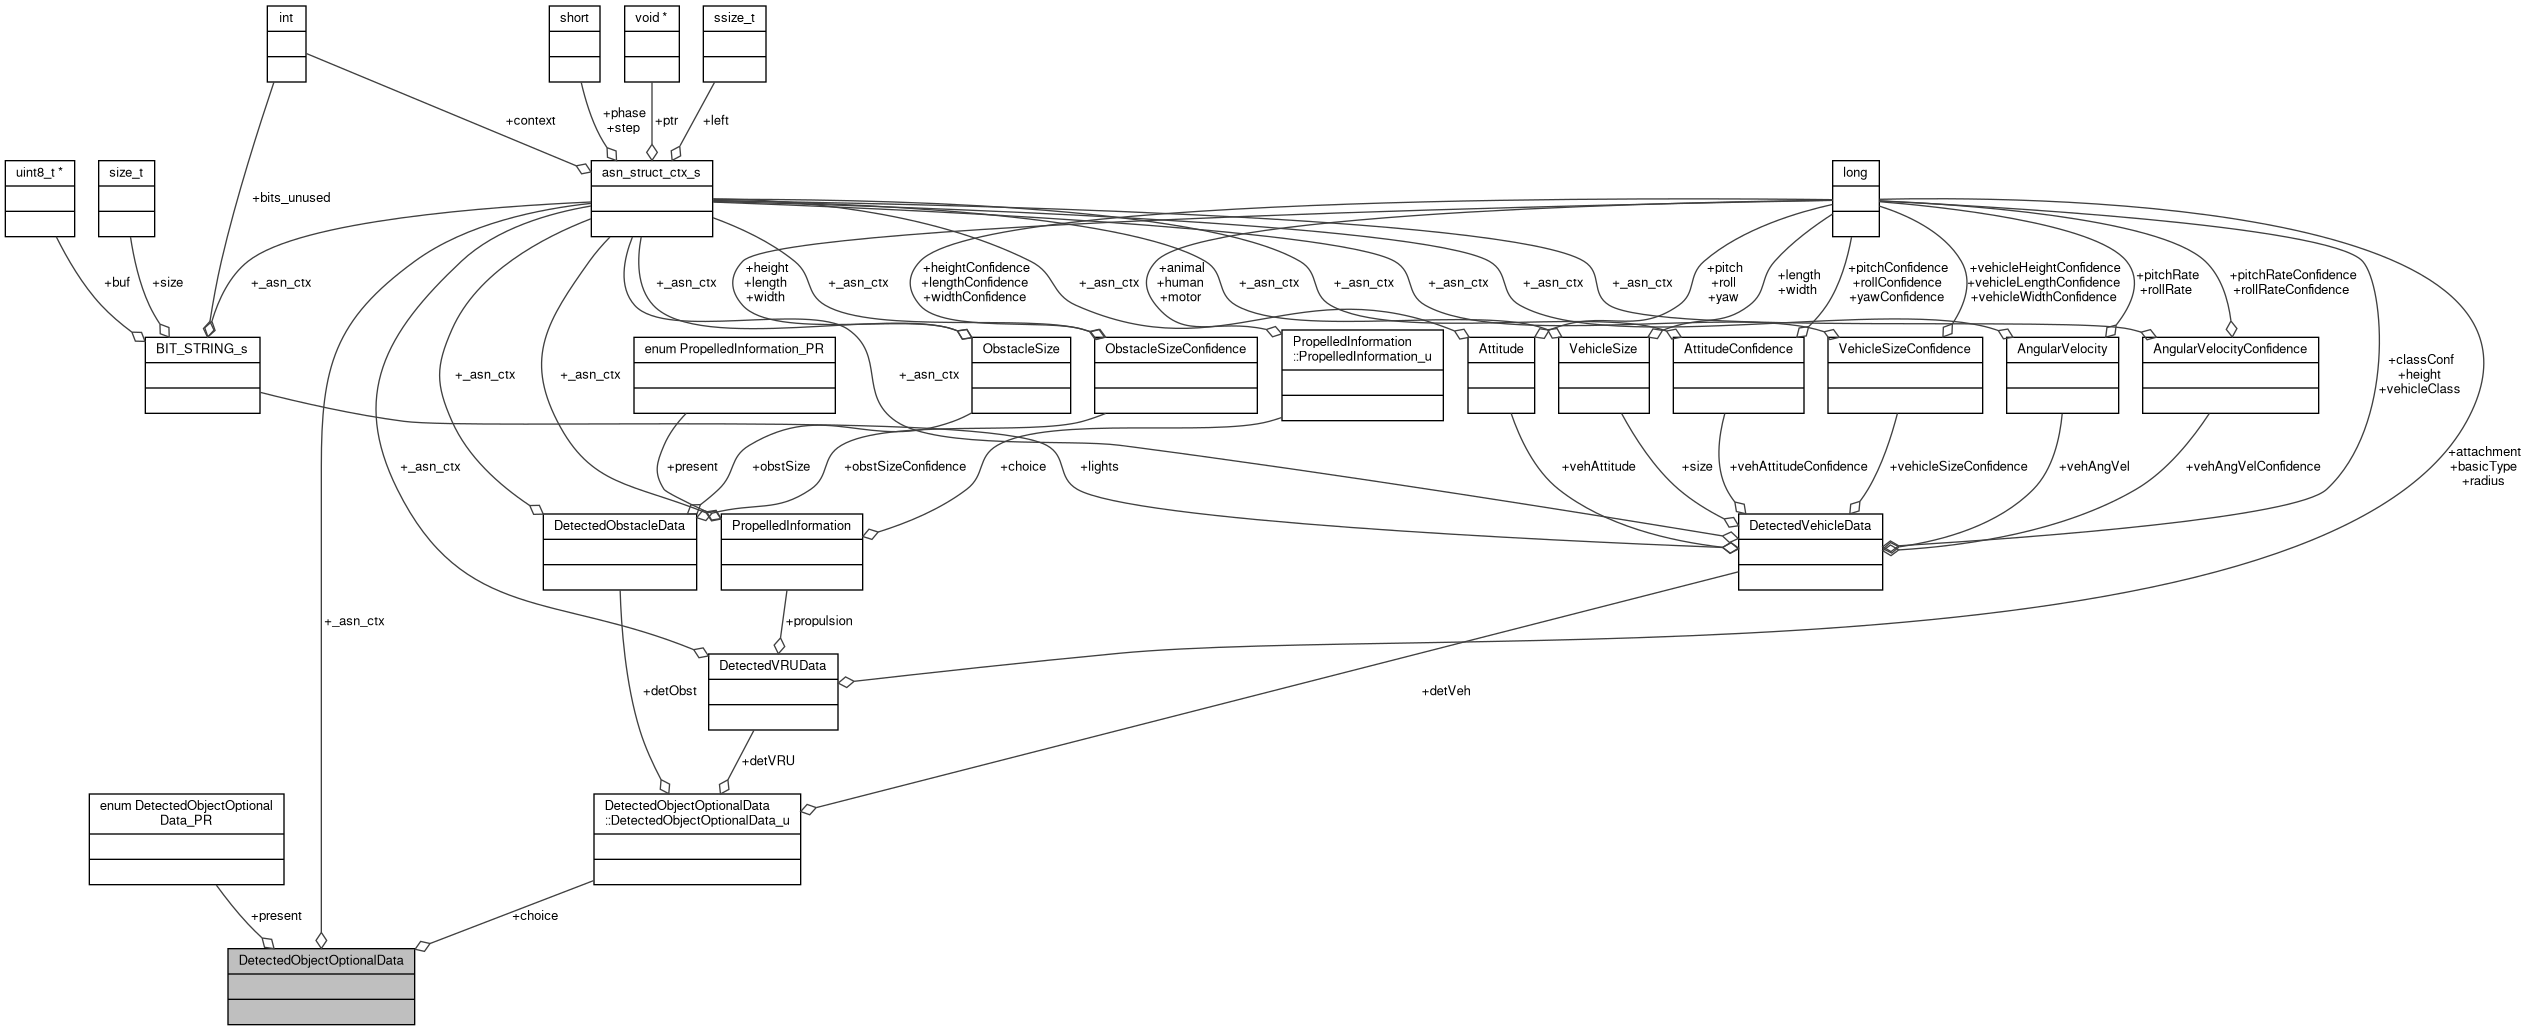 int
short
void *
ssize_t
+context
+phase
+step
+ptr
+left
uint8_t *
size_t
asn_struct_ctx_s
long
+bits_unused
+buf
+size
+_asn_ctx
+_asn_ctx
+height
+length
+width
+_asn_ctx
+heightConfidence
+lengthConfidence
+widthConfidence
+_asn_ctx
+animal
+human
+motor
+_asn_ctx
+_asn_ctx
+_asn_ctx
+_asn_ctx
+_asn_ctx
+pitch
+roll
+yaw
+length
+width
+pitchConfidence
+rollConfidence
+yawConfidence
+vehicleHeightConfidence
+vehicleLengthConfidence
+vehicleWidthConfidence
+pitchRate
+rollRate
+pitchRateConfidence
+rollRateConfidence
BIT_STRING_s
enum PropelledInformation_PR
ObstacleSize
ObstacleSizeConfidence
PropelledInformation
::PropelledInformation_u
Attitude
VehicleSize
AttitudeConfidence
VehicleSizeConfidence
AngularVelocity
AngularVelocityConfidence
+_asn_ctx
+_asn_ctx
+_asn_ctx
+classConf
+height
+vehicleClass
+_asn_ctx
+present
+obstSize
+obstSizeConfidence
+choice
+lights
+vehAttitude
+size
+vehAttitudeConfidence
+vehicleSizeConfidence
+vehAngVel
+vehAngVelConfidence
+attachment
+basicType
+radius
DetectedObstacleData
PropelledInformation
DetectedVehicleData
+_asn_ctx
+propulsion
DetectedVRUData
+detObst
+detVeh
+detVRU
enum DetectedObjectOptional
Data_PR
DetectedObjectOptionalData
::DetectedObjectOptionalData_u
+present
+choice
DetectedObjectOptionalData